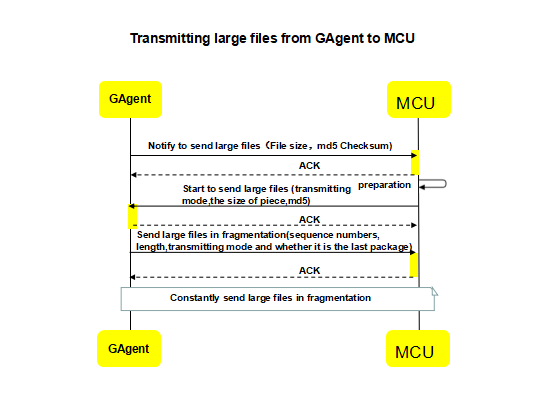 Transmitting large files from GAgent to MCU
GAgent
MCU
Notify to send large files（File size，md5 Checksum)
ACK
preparation
Start to send large files (transmitting
mode,the size of piece,md5)
ACK
Send large files in fragmentation(sequence numbers,
length,transmitting mode and whether it is the last package)
ACK
Constantly send large files in fragmentation
GAgent
MCU